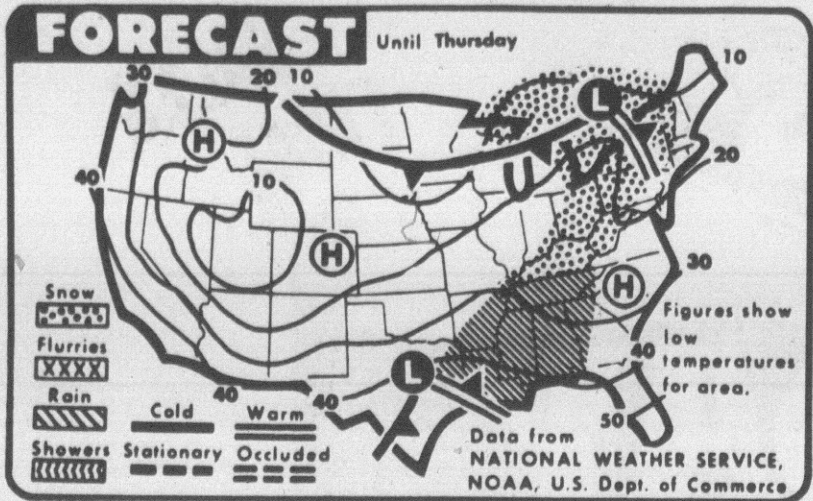 FORECAST
Until Thursday
30
20
10
10
H
L
40
10
20
H
H
30
Snow
Flurries
Rain
Showers
40
Cold
Warm
Stationary
Occluded
40
L
Figures show
low
40
temperatures
for area.
50
Data from
NATIONAL WEATHER SERVICE,
NOAA, U.S. Dept. of Commerce